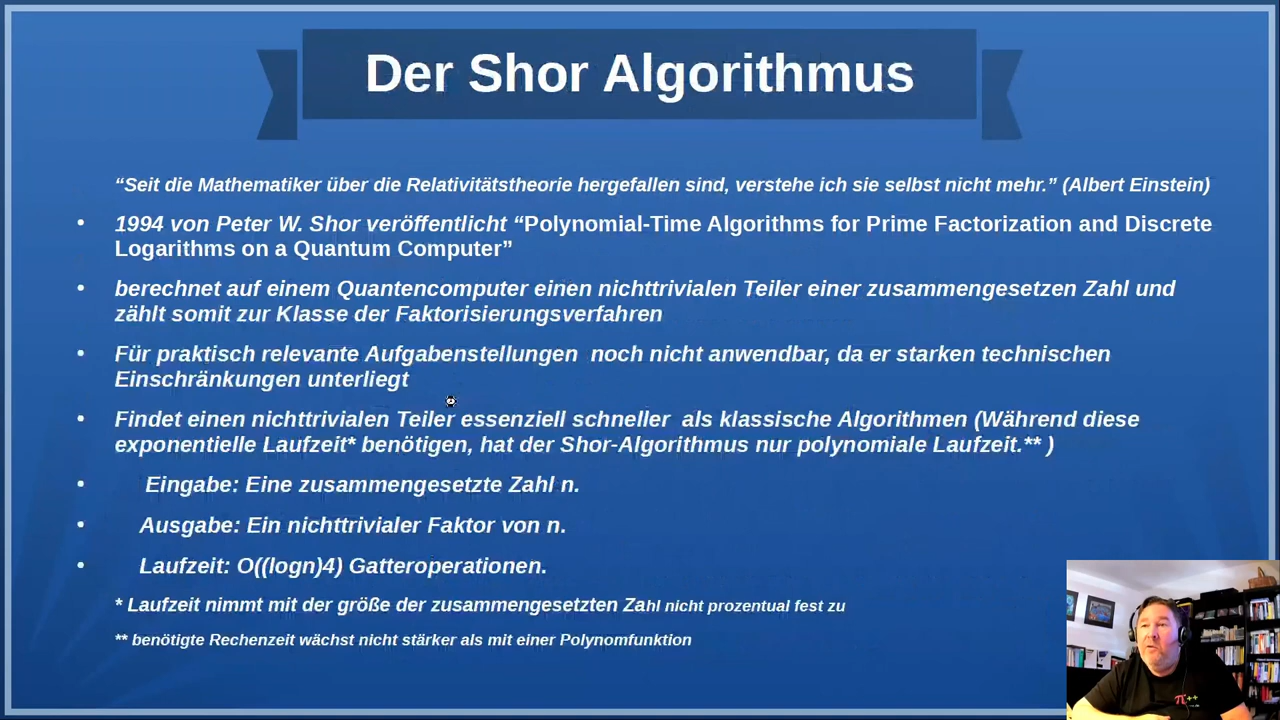 Der Shor Algorithmus
“Seit die Mathematiker über die Relativitätstheorie hergefallen sind, verstehe ich sie selbst nicht mehr.” (Albert Einstein)
• 1994 von Peter W. Shor veröffentlicht “Polynomial-Time Algorithms for Prime Factorization and Discrete
Logarithms on a Quantum Computer”
• berechnet auf einem Quantencomputer einen nichttrivialen Teiler einer zusammengesetzen Zahl und
zählt somit zur Klasse der Faktorisierungsverfahren
• Für praktisch relevante Aufgabenstellungen noch nicht anwendbar, da er starken technischen
Einschränkungen unterliegt
• Findet einen nichttrivialen Teiler essenziell schneller als klassische Algorithmen (Während diese
exponentielle Laufzeit* benötigen, hat der Shor-Algorithmus nur polynomiale Laufzeit.** )
• Eingabe: Eine zusammengesetzte Zahl n.
• Ausgabe: Ein nichttrivialer Faktor von n.
• Laufzeit: O((logn)4) Gatteroperationen.
* Laufzeit nimmt mit der größe der zusammengesetzten Zahl nicht prozentual fest zu
** benötigte Rechenzeit wächst nicht stärker als mit einer Polynomfunktion
π++